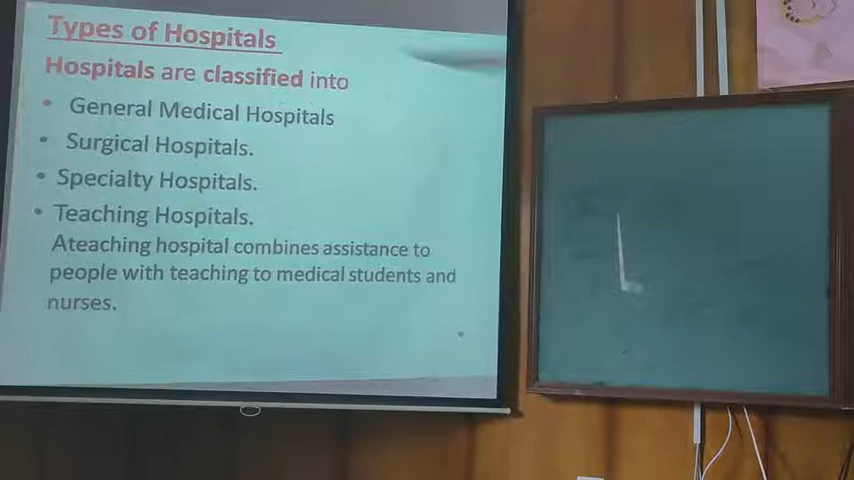 Types of Hospitals
Hospitals are classified into
• General Medical Hospitals
• Surgical Hospitals.
• Specialty Hospitals.
• Teaching Hospitals.
Ateaching hospital combines assistance to
people with teaching to medical students and
nurses.